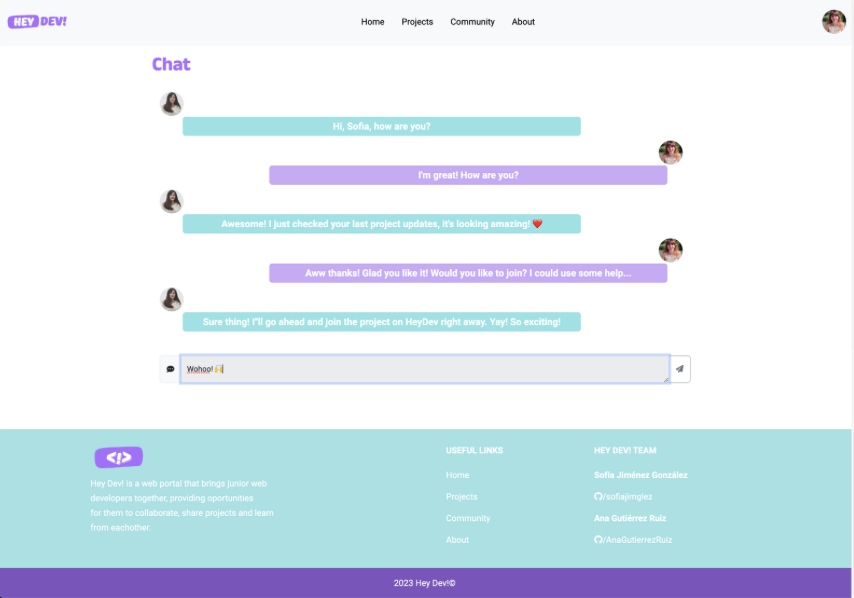 HEY DEV!
Home Projects Community About
Chat
Hi, Sofia, how are you?
I'm great! How are you?
Awesome! I just checked your last project updates, it's looking amazing! ❤️
Aww thanks! Glad you like it! Would you like to join? I could use some help...
Sure thing! I''ll go ahead and join the project on HeyDev right away. Yay! So exciting!
Wohoo! 🥳
</>
Hey Dev! is a web portal that brings junior web
developers together, providing oportunities
for them to collaborate, share projects and learn
from eachother.
USEFUL LINKS
Home
Projects
Community
About
HEY DEV! TEAM
Sofía Jiménez González
/sofiajimglez
Ana Gutiérrez Ruiz
/AnaGutierrezRuiz
2023 Hey Dev!©